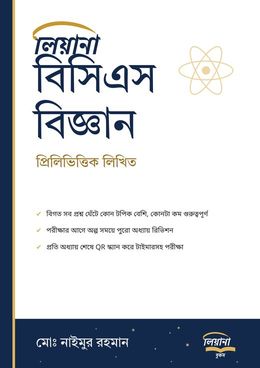 লিয়ানা
বিসিএস
বিজ্ঞান
প্রিলিভিত্তিক লিখিত
✓ বিগত সব প্রশ্ন ঘেঁটে কোন টপিক বেশি, কোনটা কম গুরুত্বপূর্ণ
✓ পরীক্ষার আগে অল্প সময়ে পুরো অধ্যায় রিভিশন
✓ প্রতি অধ্যায় শেষে QR স্ক্যান করে টাইমারসহ পরীক্ষা
মোঃ নাইমুর রহমান
লিয়ানা
বুকস